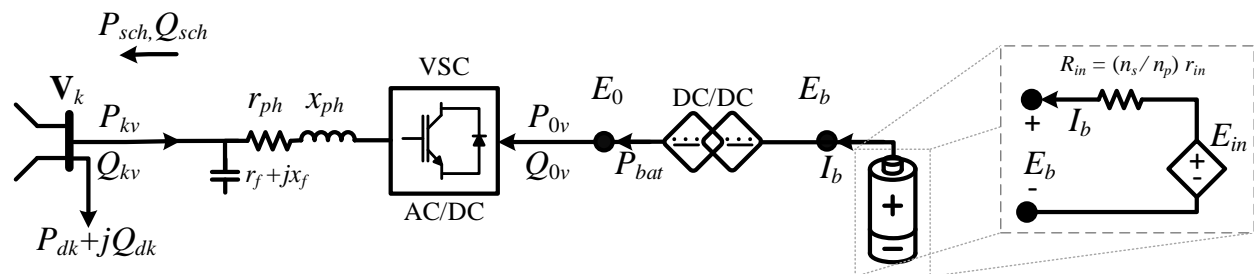 P_sch,Q_sch
V_k
P_kv
Q_kv
P_dk+jQ_dk
r_ph
x_ph
r_f+jx_f
VSC
AC/DC
P_0v
Q_0v
E_0
P_bat
DC/DC
E_b
I_b
+
-
R_in = (n_s/n_p) r_in
+
I_b
E_b
-
E_in
+
-